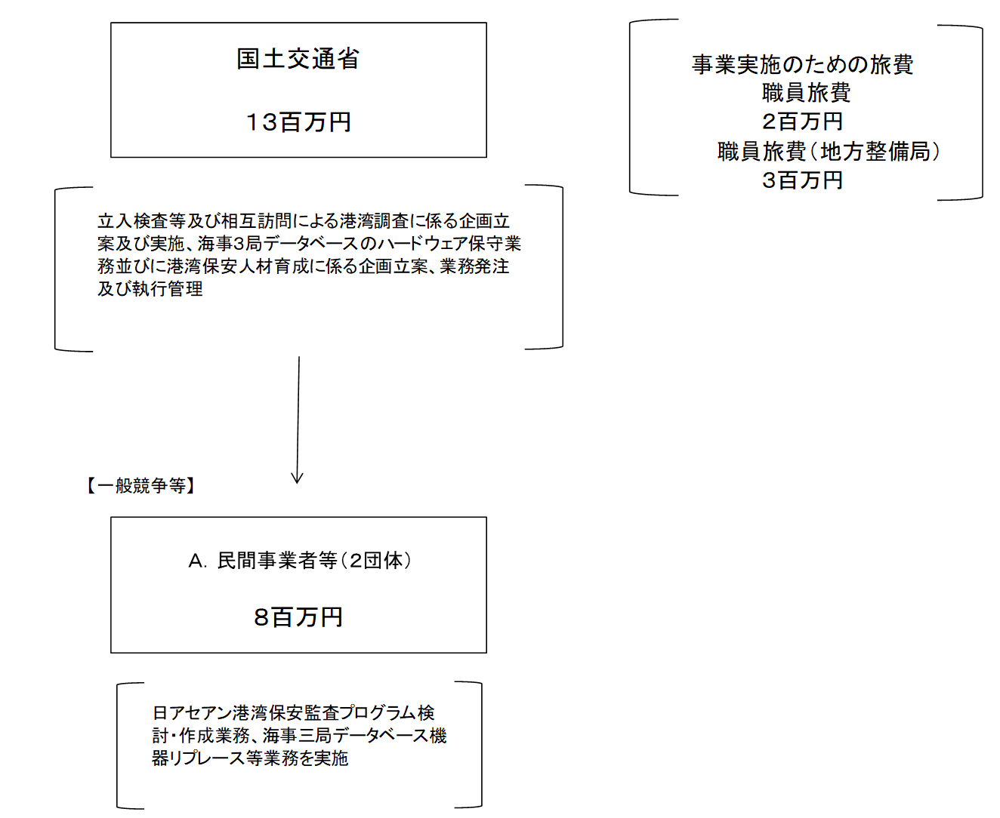 国土交通省
１３百万円
事業実施のための旅費
職員旅費
２百万円
職員旅費（地方整備局）
３百万円
立入検査等及び相互訪問による港湾調査に係る企画立
案及び実施、海事３局データベースのハードウェア保守業
務並びに港湾保安人材育成に係る企画立案、業務発注
及び執行管理
【一般競争等】
Ａ．民間事業者等（２団体）
８百万円
日アセアン港湾保安監査プログラム検
討・作成業務、海事三局データベース機
器リプレース等業務を実施